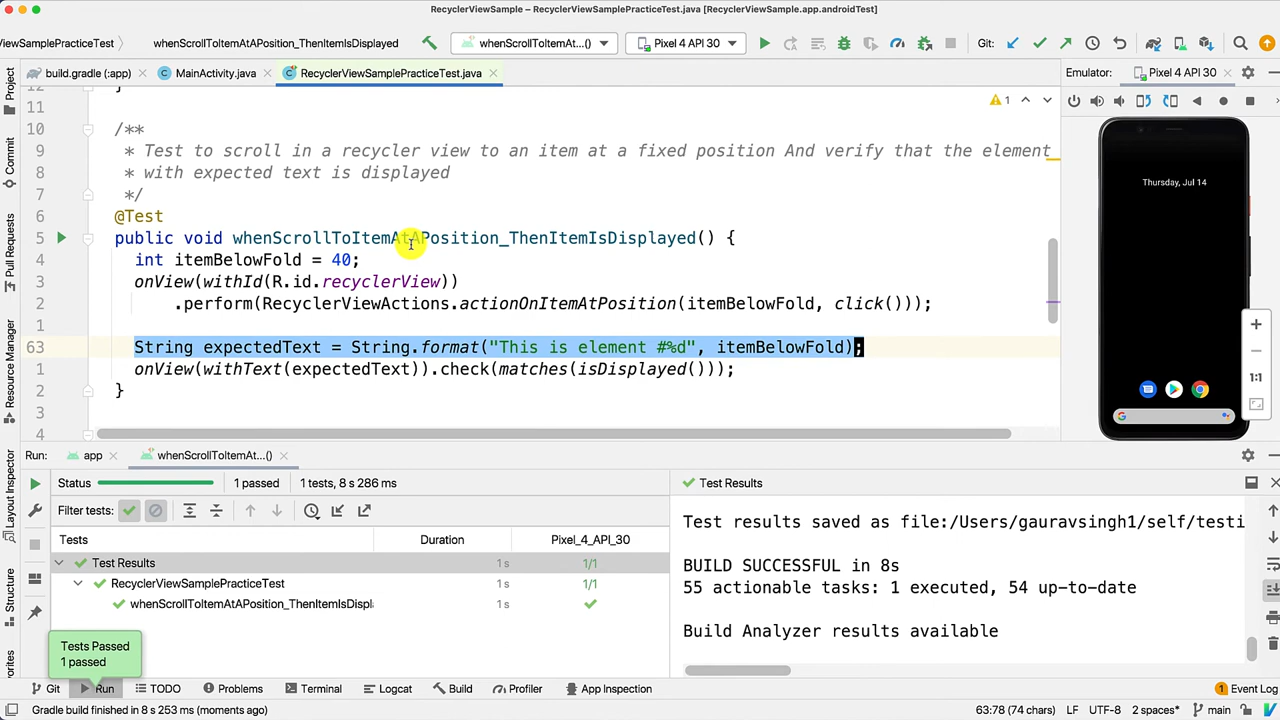 RecyclerViewSample – RecyclerViewSamplePracticeTest.java [RecyclerViewSample.app.androidTest]
ViewSamplePracticeTest
whenScrollToItemAtAPosition_ThenItemIsDisplayed
whenScrollToItemAt...()
Pixel 4 API 30
Git:
Project
build.gradle (:app)
MainActivity.java
RecyclerViewSamplePracticeTest.java
Emulator:
Pixel 4 API 30
12 }
11
1
10 /**
9 * Test to scroll in a recycler view to an item at a fixed position And verify that the element
8 * with expected text is displayed
7 */
6 @Test
5 public void whenScrollToItemAtAPosition_ThenItemIsDisplayed() {
4 int itemBelowFold = 40;
3 onView(withId(R.id.recyclerView))
2 .perform(RecyclerViewActions.actionOnItemAtPosition(itemBelowFold, click()));
1
63 String expectedText = String.format("This is element #%d", itemBelowFold);
1 onView(withText(expectedText)).check(matches(isDisplayed()));
2 }
3
4
Commit
Pull Requests
Resource Manager
Layout Inspector
Structure
Thursday, Jul 14
1:1
Run:
app
whenScrollToItemAt...()
Status
1 passed
1 tests, 8 s 286 ms
Filter tests:
Tests
Duration
Pixel_4_API_30
Test Results
1 s
1/1
RecyclerViewSamplePracticeTest
1 s
1/1
whenScrollToItemAtAPosition_ThenItemIsDispl
1 s
Test Results
Test results saved as file:/Users/gauravsingh1/self/testi
BUILD SUCCESSFUL in 8s
55 actionable tasks: 1 executed, 54 up-to-date
Build Analyzer results available
Tests Passed
1 passed
Git
Run
TODO
Problems
Terminal
Logcat
Build
Profiler
App Inspection
1
Event Log
Gradle build finished in 8 s 253 ms (moments ago)
63:78 (74 chars)
LF
UTF-8
2 spaces*
main